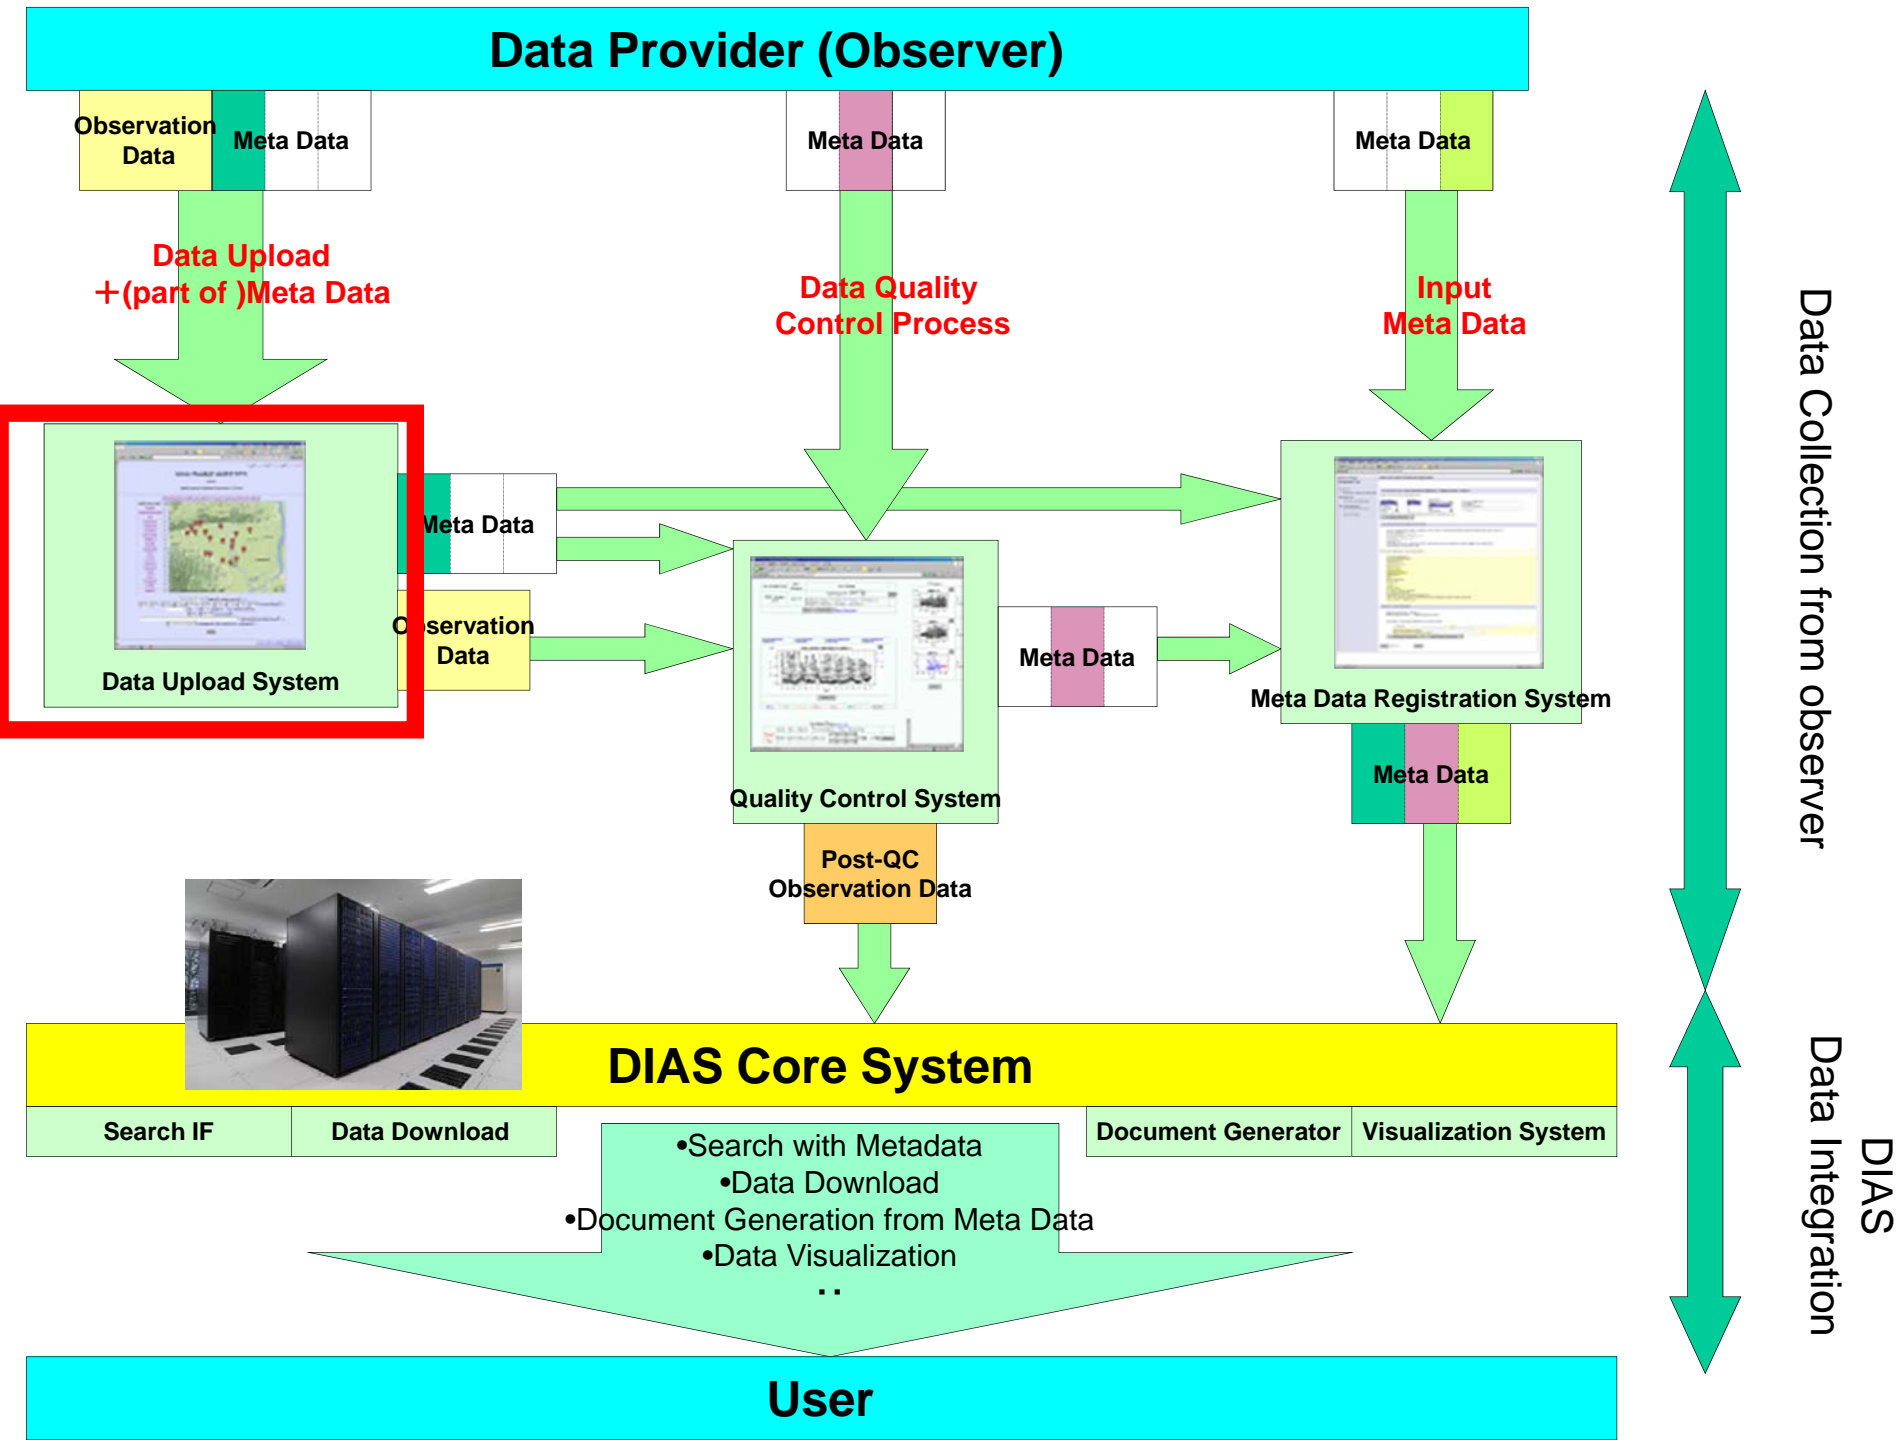 Data Provider (Observer)
Observation
Data
Meta Data
Meta Data
Meta Data
Data Upload
＋(part of )Meta Data
Data Quality
Control Process
Input
Meta Data
Data Upload System
Meta Data
Observation
Data
Quality Control System
Meta Data
Meta Data Registration System
Meta Data
Post-QC
Observation Data
Data Collection from observer
DIAS Core System
Search IF
Data Download
Document Generator
Visualization System
•Search with Metadata
•Data Download
•Document Generation from Meta Data
•Data Visualization
..
DIAS
Data Integration
User